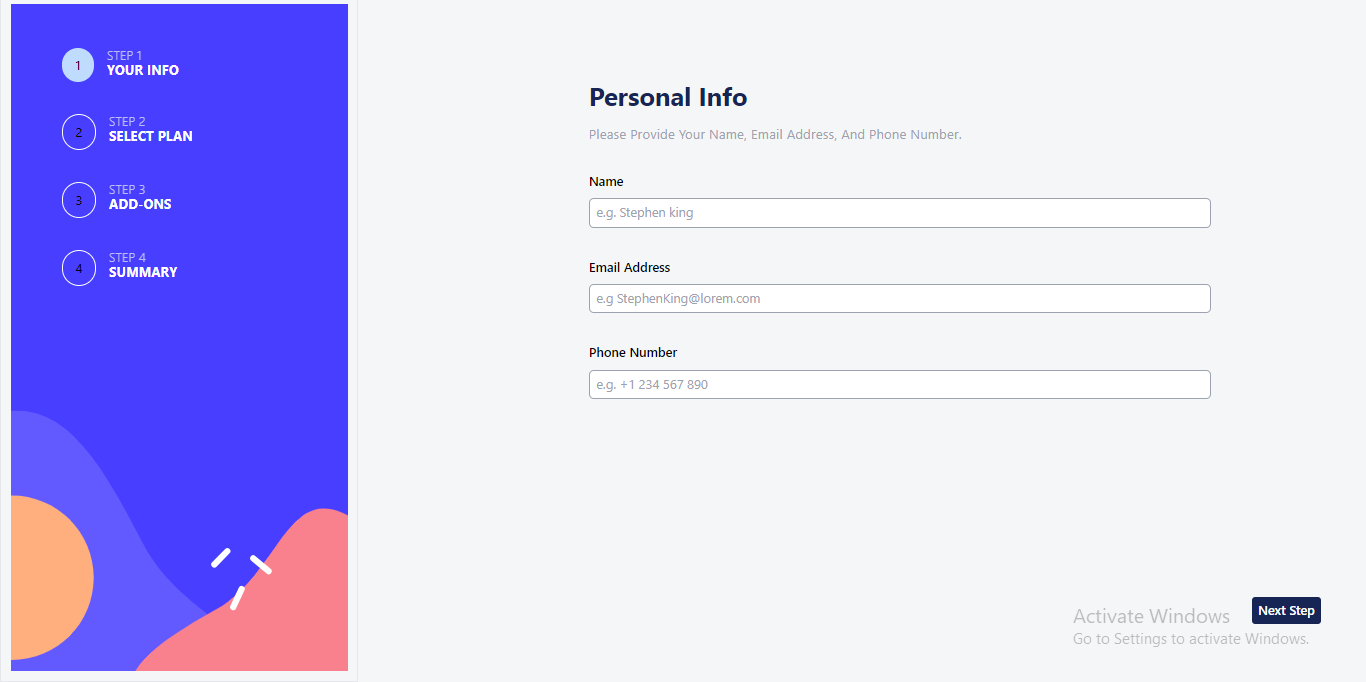 1
STEP 1
YOUR INFO
2
STEP 2
SELECT PLAN
3
STEP 3
ADD-ONS
4
STEP 4
SUMMARY
Personal Info
Please Provide Your Name, Email Address, And Phone Number.
Name
e.g. Stephen king
Email Address
e.g StephenKing@lorem.com
Phone Number
e.g. +1 234 567 890
Next Step
Activate Windows
Go to Settings to activate Windows.